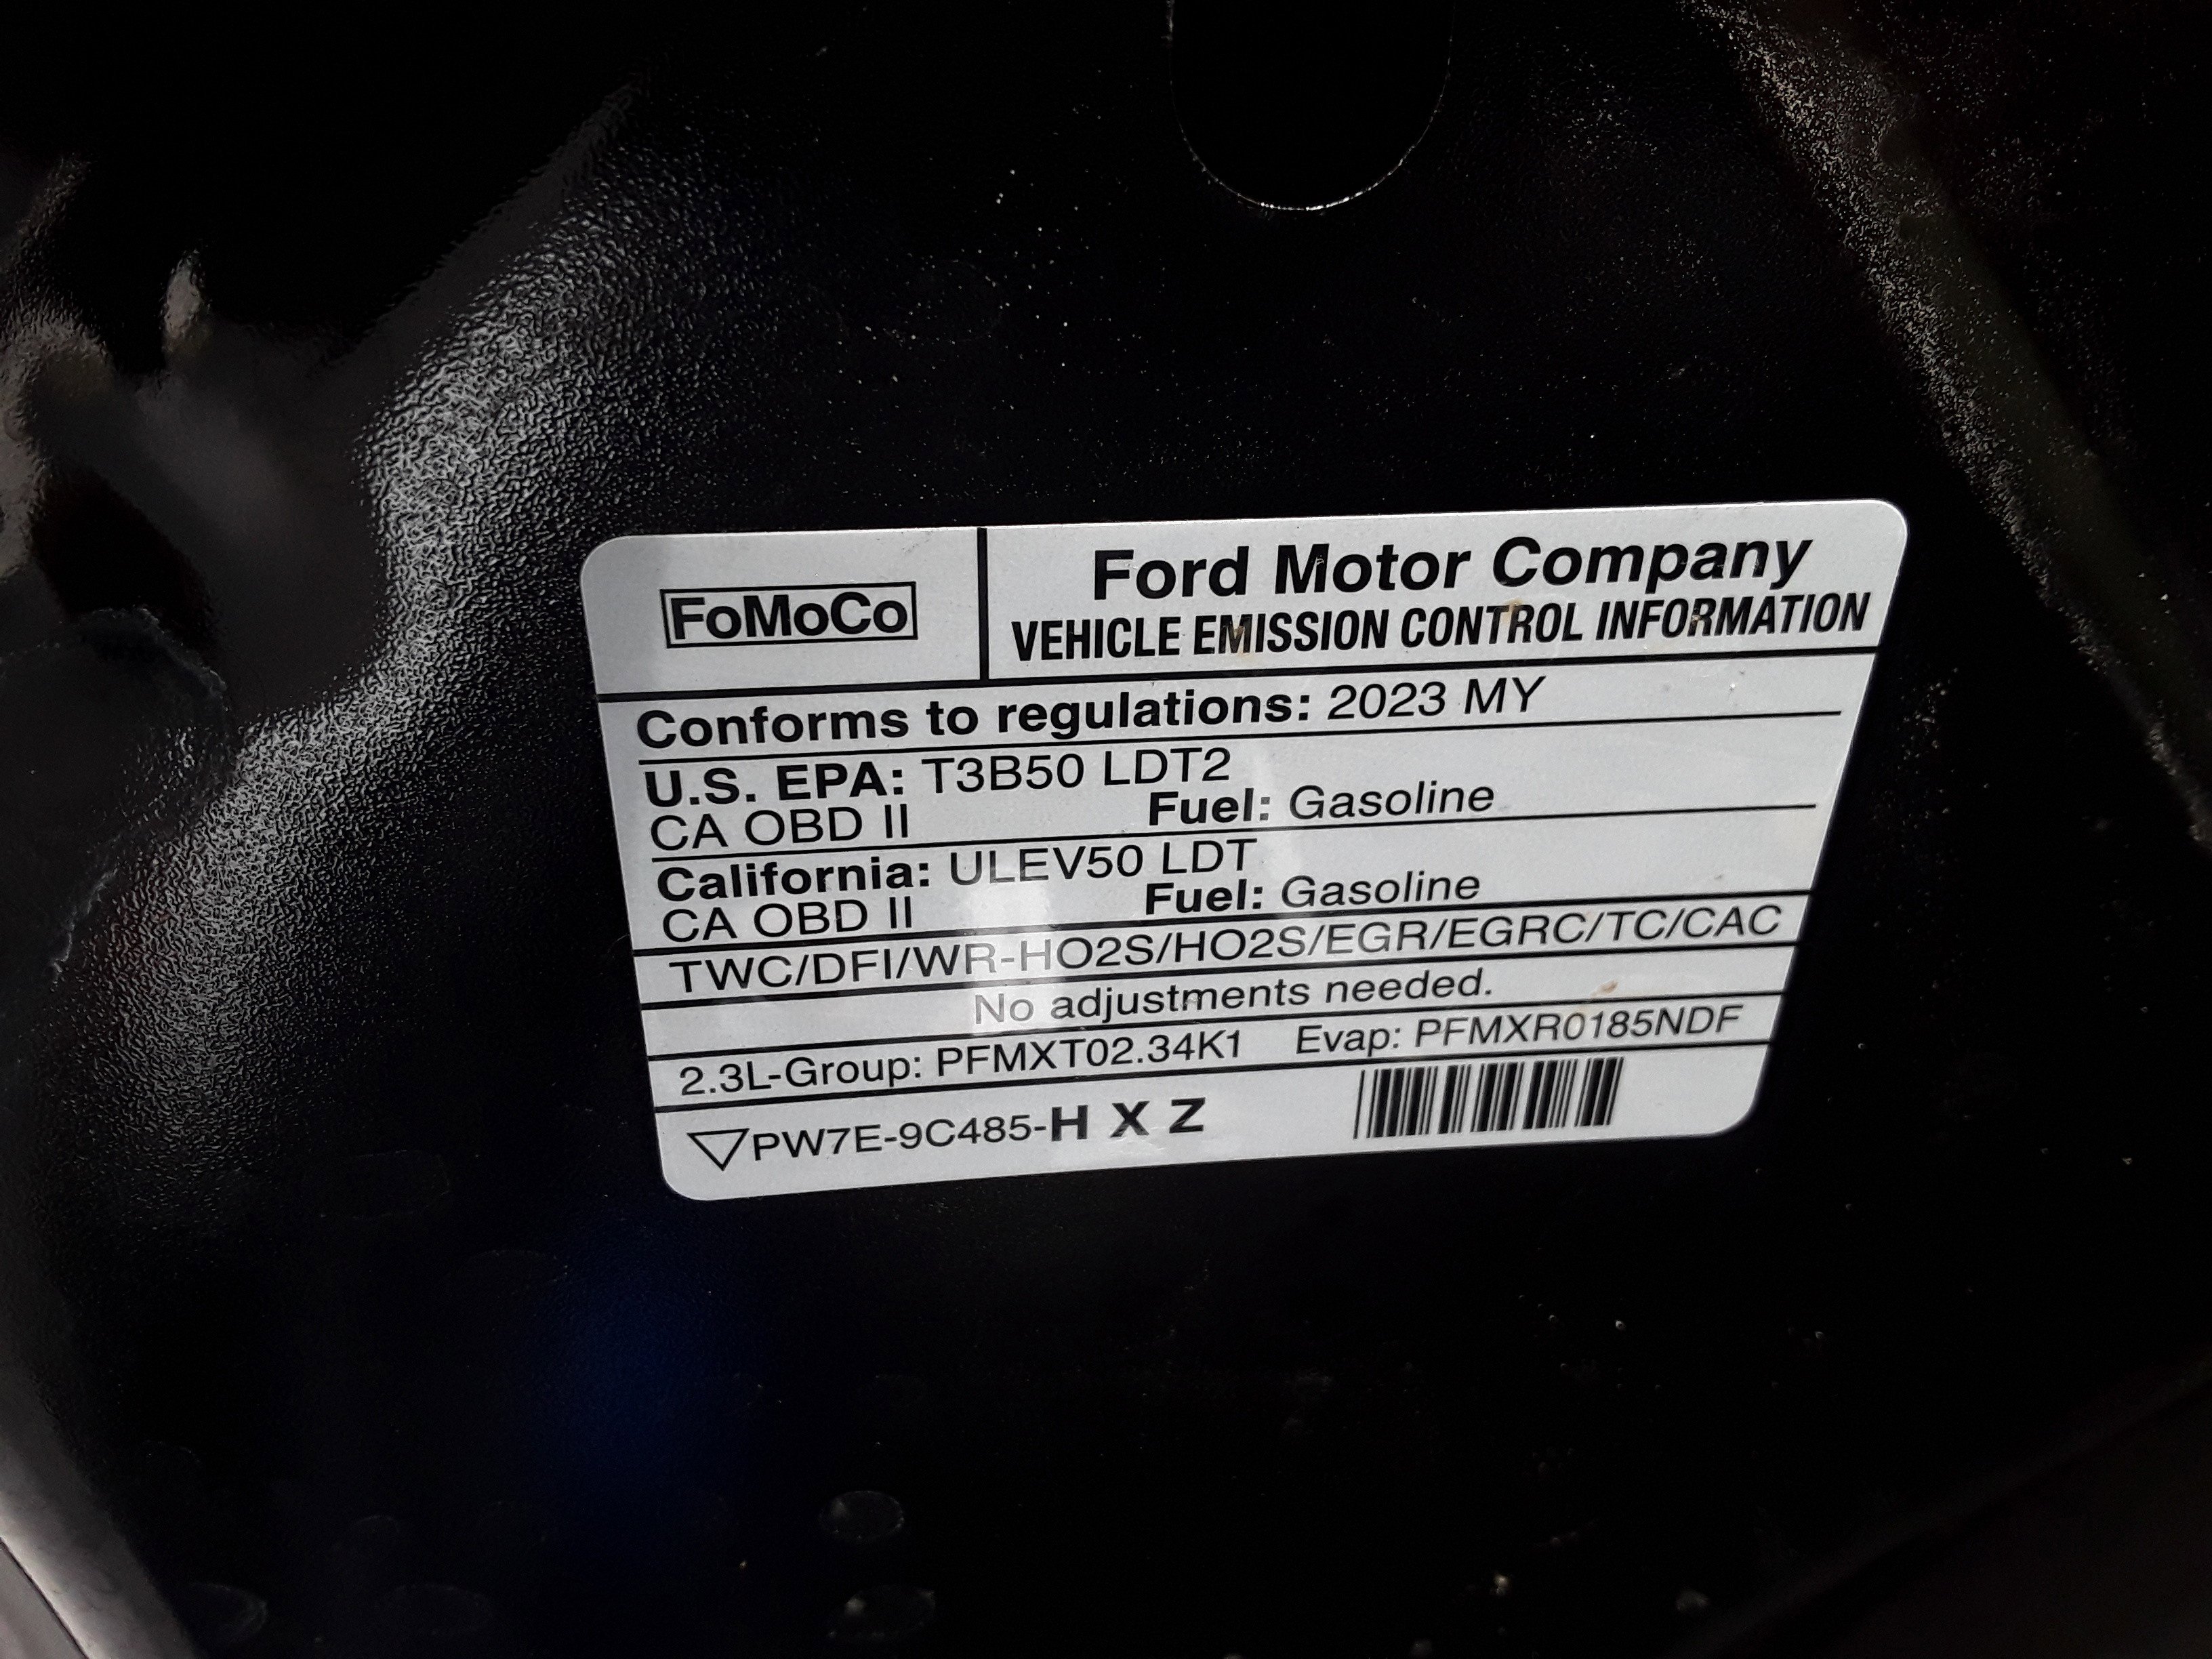 FoMoCo
Ford Motor Company
VEHICLE EMISSION CONTROL INFORMATION
Conforms to regulations: 2023 MY
U.S. EPA: T3B50 LDT2
CA OBD II Fuel: Gasoline
California: ULEV50 LDT
CA OBD II Fuel: Gasoline
TWC/DFI/WR-HO2S/HO2S/EGR/EGRC/TC/CAC
No adjustments needed.
2.3L-Group: PFMXT02.34K1 Evap: PFMXR0185NDF
PW7E-9C485-H X Z